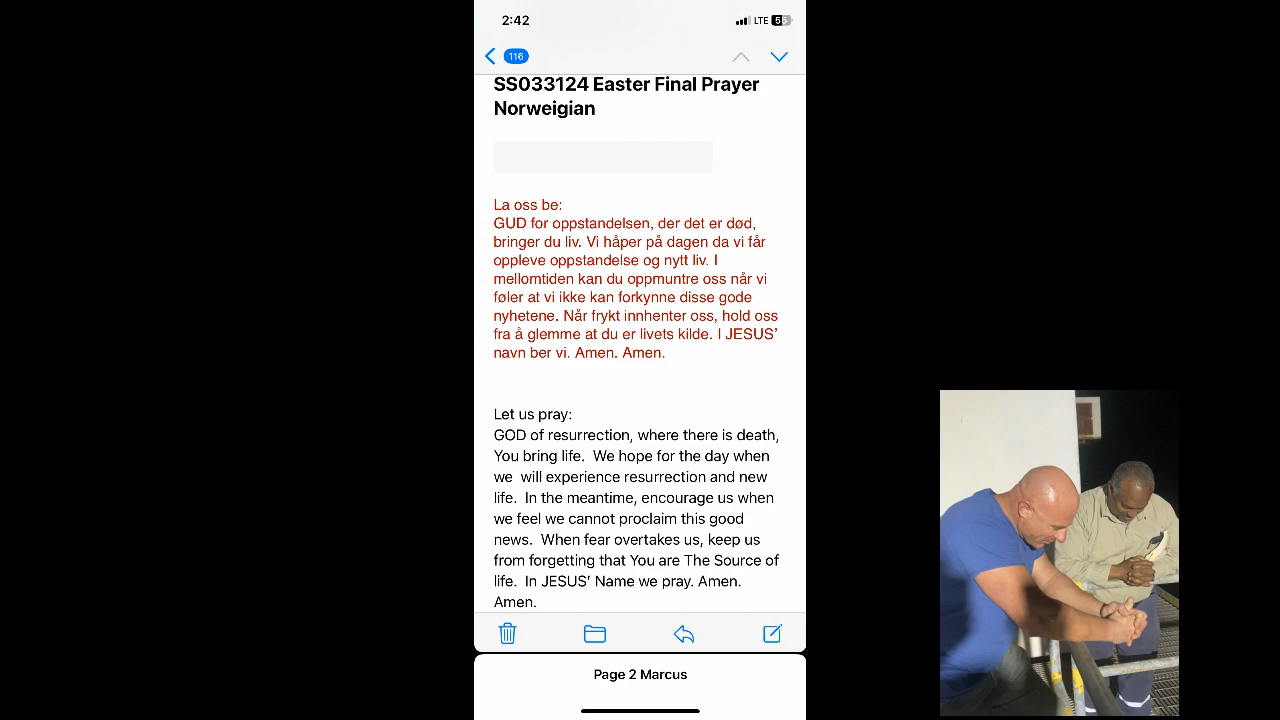 2:42
LTE 55
116
SS033124 Easter Final Prayer
Norweigian
La oss be:
GUD for oppstandelsen, der det er død,
bringer du liv. Vi håper på dagen da vi får
oppleve oppstandelse og nytt liv. I
mellomtiden kan du oppmuntre oss når vi
føler at vi ikke kan forkynne disse gode
nyhetene. Når frykt innhenter oss, hold oss
fra å glemme at du er livets kilde. I JESUS’
navn ber vi. Amen. Amen.
Let us pray:
GOD of resurrection, where there is death,
You bring life. We hope for the day when
we will experience resurrection and new
life. In the meantime, encourage us when
we feel we cannot proclaim this good
news. When fear overtakes us, keep us
from forgetting that You are The Source of
life. In JESUS’ Name we pray. Amen.
Amen.
Page 2 Marcus